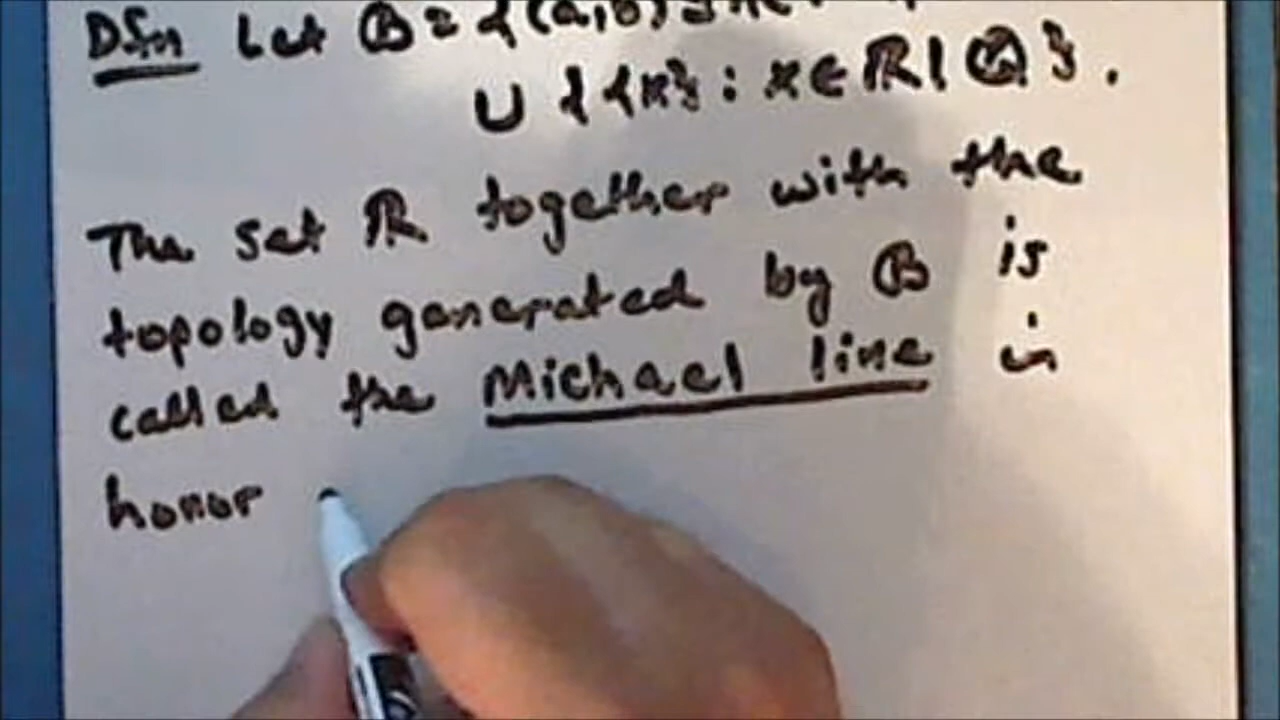 Dfn Let B = {(a,b)
∪ {{x} : x ∈ ℝ \ ℚ}.
The set ℝ together with the
topology generated by B is
called the Michael line in
honor